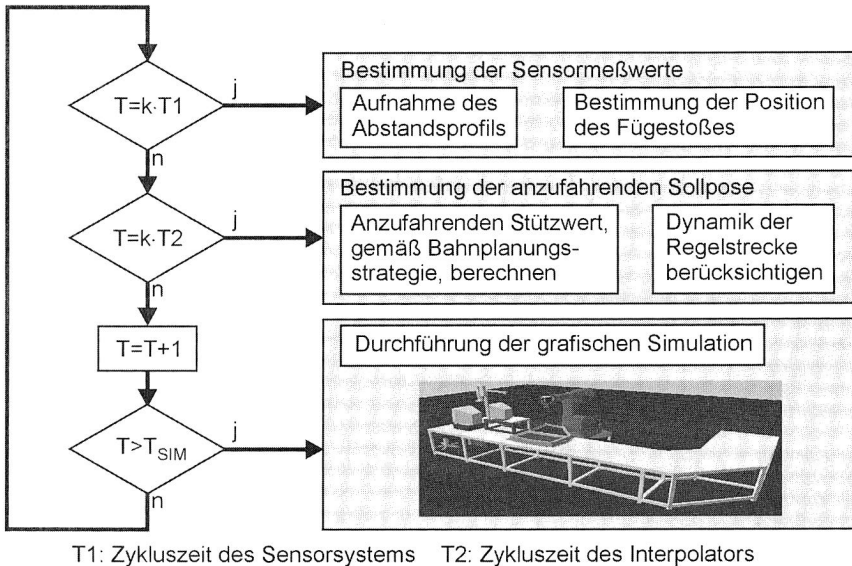 T=k·T1
j
n
Bestimmung der Sensormeßwerte
Aufnahme des
Abstandsprofils
Bestimmung der Position
des Fügestoßes
T=k·T2
j
n
Bestimmung der anzufahrenden Sollpose
Anzufahrenden Stützwert,
gemäß Bahnplanungs-
strategie, berechnen
Dynamik der
Regelstrecke
berücksichtigen
T=T+1
T>TSIM
j
n
Durchführung der grafischen Simulation
T1: Zykluszeit des Sensorsystems T2: Zykluszeit des Interpolators